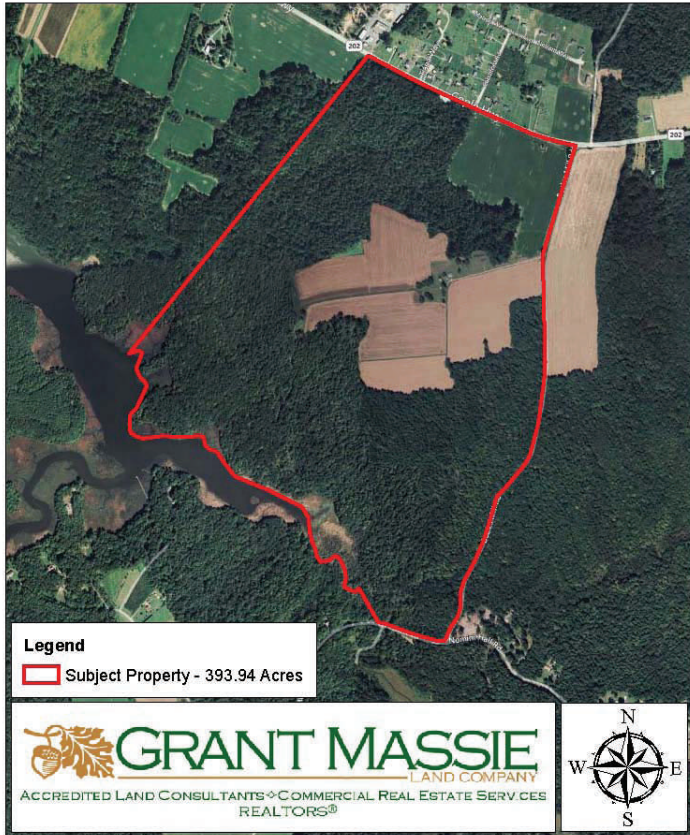 202
202
Legend
Subject Property - 393.94 Acres
GRANT MASSIE
LAND COMPANY
ACCREDITED LAND CONSULTANTS✧COMMERCIAL REAL ESTATE SERVICES
REALTORS®
N
W E
S